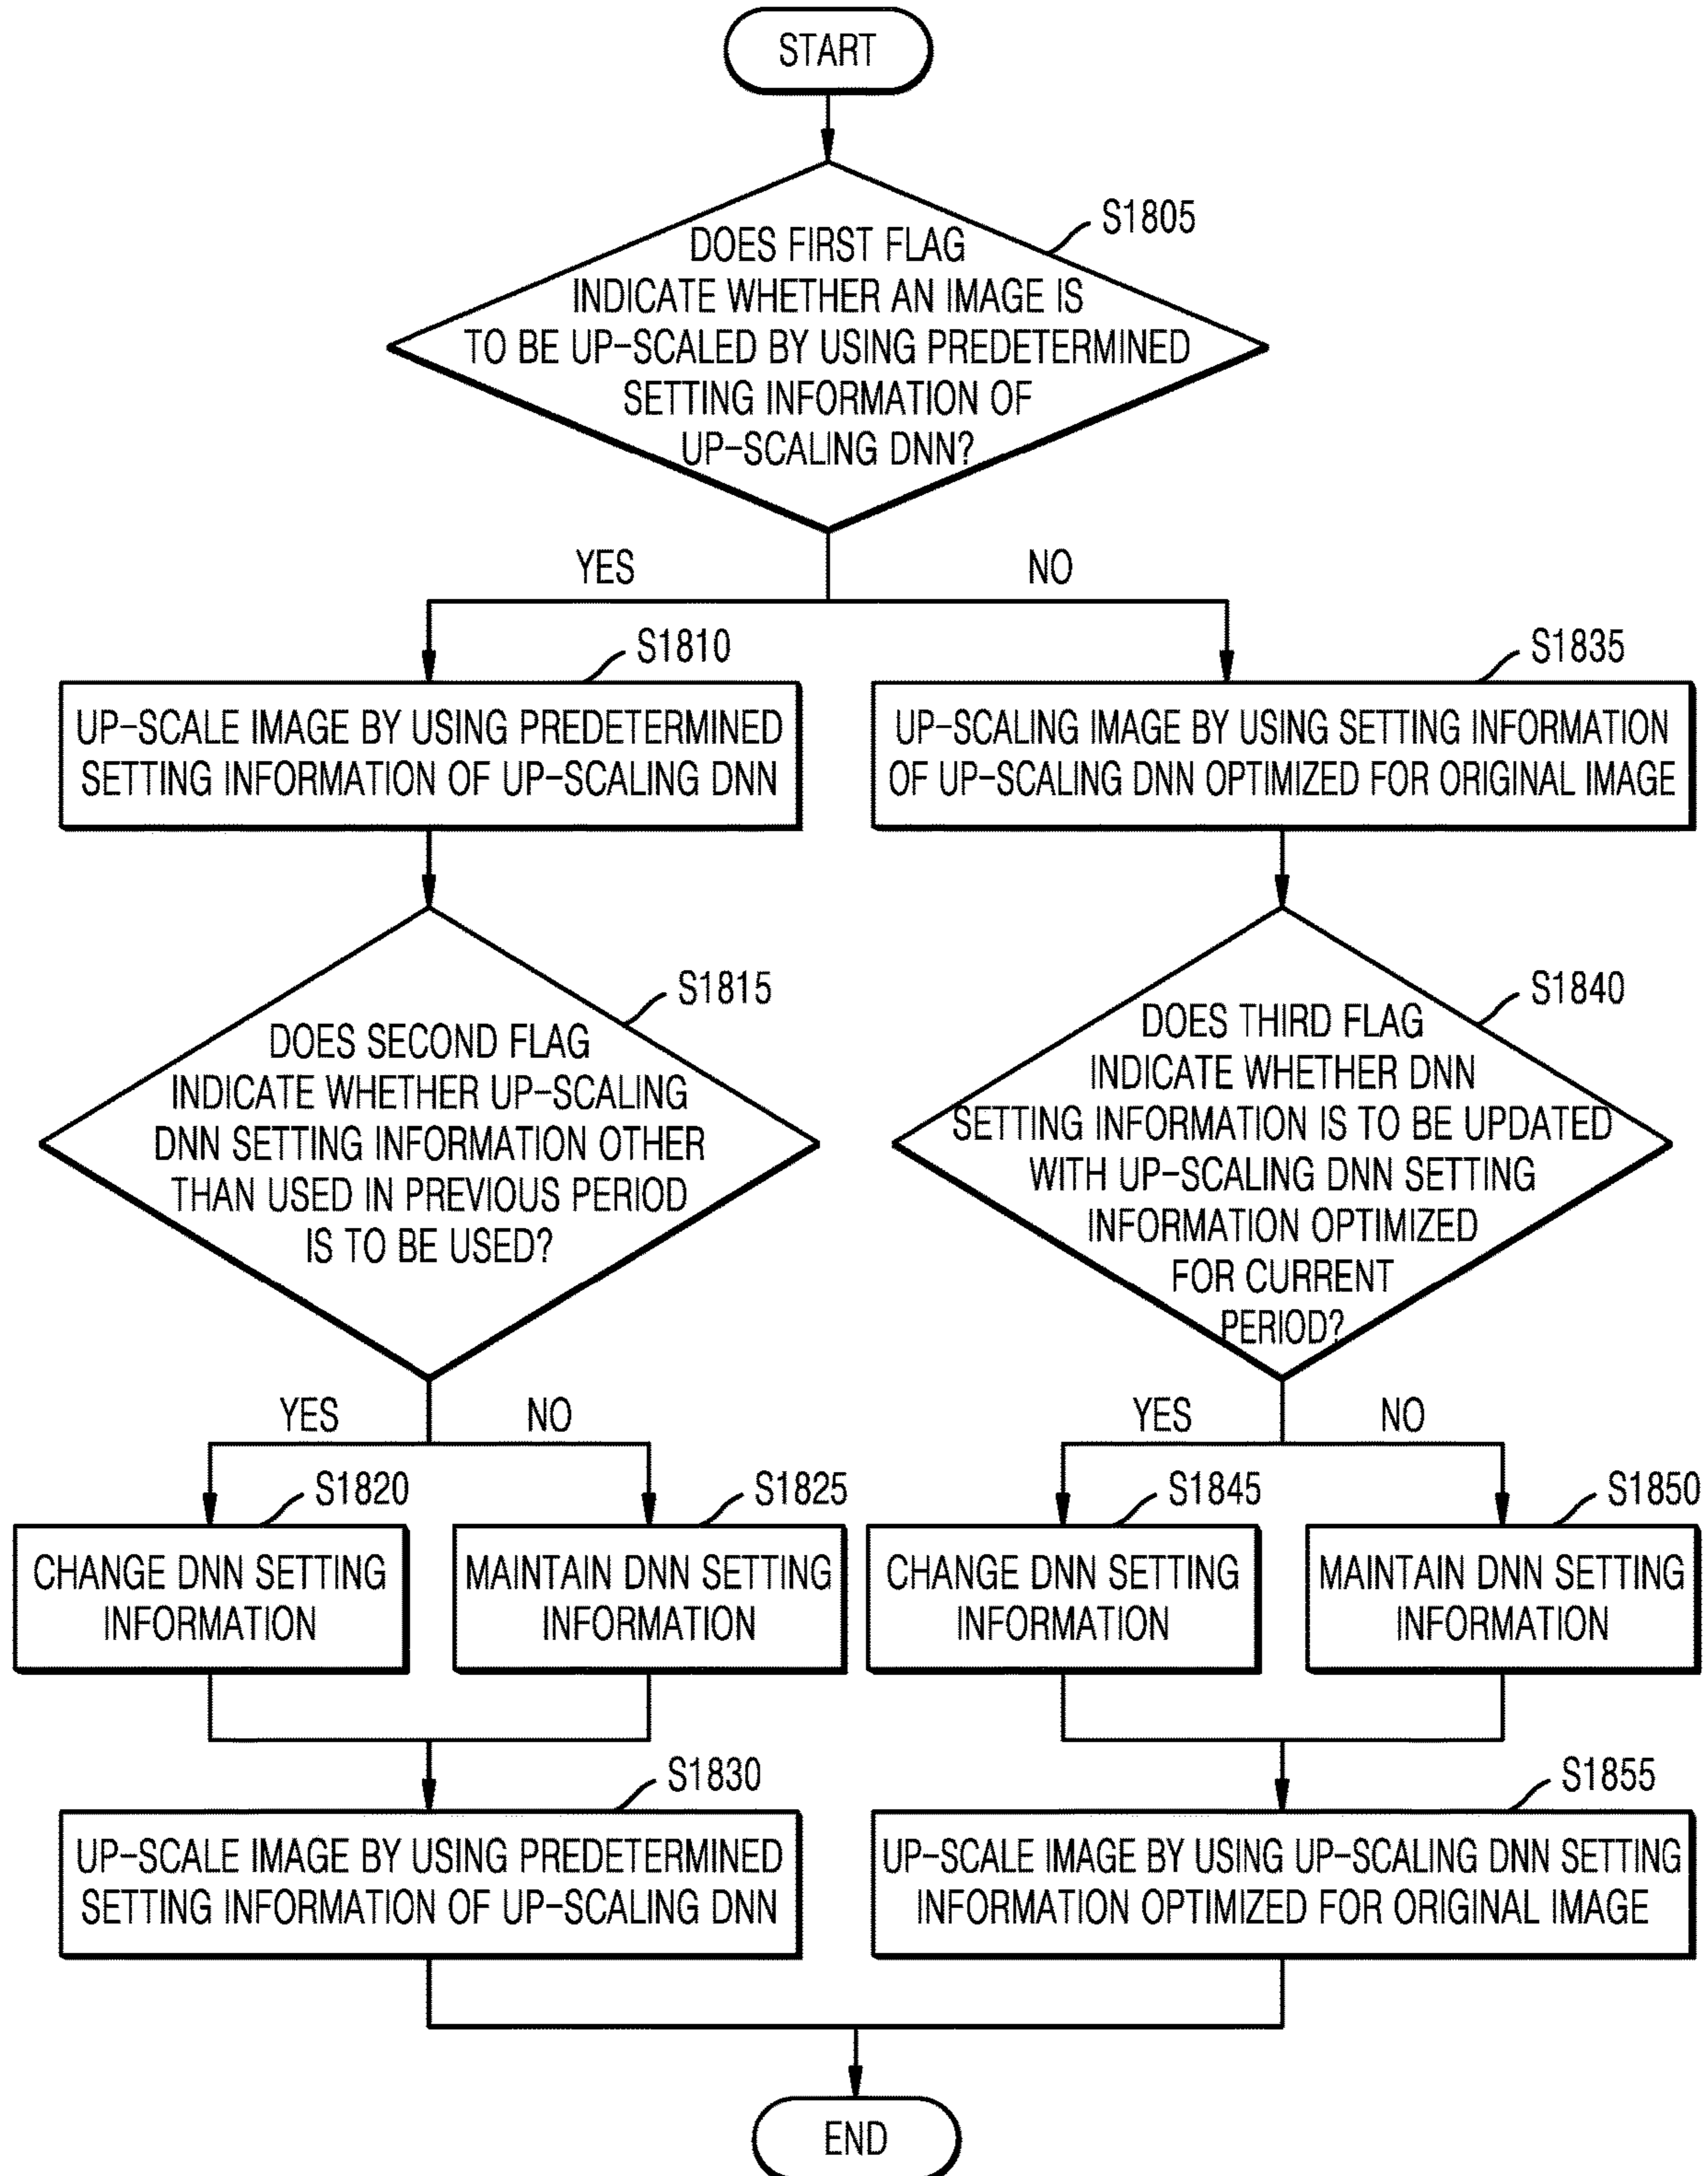 START
S1805
DOES FIRST FLAG
INDICATE WHETHER AN IMAGE IS
TO BE UP-SCALED BY USING PREDETERMINED
SETTING INFORMATION OF
UP-SCALING DNN?
YES
NO
S1810
UP-SCALE IMAGE BY USING PREDETERMINED
SETTING INFORMATION OF UP-SCALING DNN
S1835
UP-SCALING IMAGE BY USING SETTING INFORMATION
OF UP-SCALING DNN OPTIMIZED FOR ORIGINAL IMAGE
S1815
DOES SECOND FLAG
INDICATE WHETHER UP-SCALING
DNN SETTING INFORMATION OTHER
THAN USED IN PREVIOUS PERIOD
IS TO BE USED?
S1840
DOES THIRD FLAG
INDICATE WHETHER DNN
SETTING INFORMATION IS TO BE UPDATED
WITH UP-SCALING DNN SETTING
INFORMATION OPTIMIZED
FOR CURRENT
PERIOD?
YES
NO
YES
NO
S1820
CHANGE DNN SETTING
INFORMATION
S1825
MAINTAIN DNN SETTING
INFORMATION
S1845
CHANGE DNN SETTING
INFORMATION
S1850
MAINTAIN DNN SETTING
INFORMATION
S1830
UP-SCALE IMAGE BY USING PREDETERMINED
SETTING INFORMATION OF UP-SCALING DNN
S1855
UP-SCALE IMAGE BY USING UP-SCALING DNN SETTING
INFORMATION OPTIMIZED FOR ORIGINAL IMAGE
END